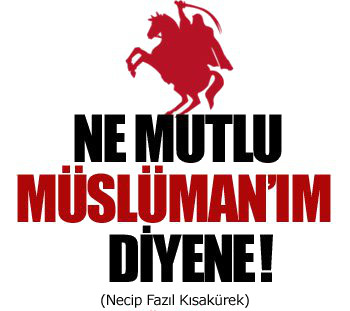 NE MUTLU
MÜSLÜMAN'IM
DİYENE!
(Necip Fazıl Kısakürek)